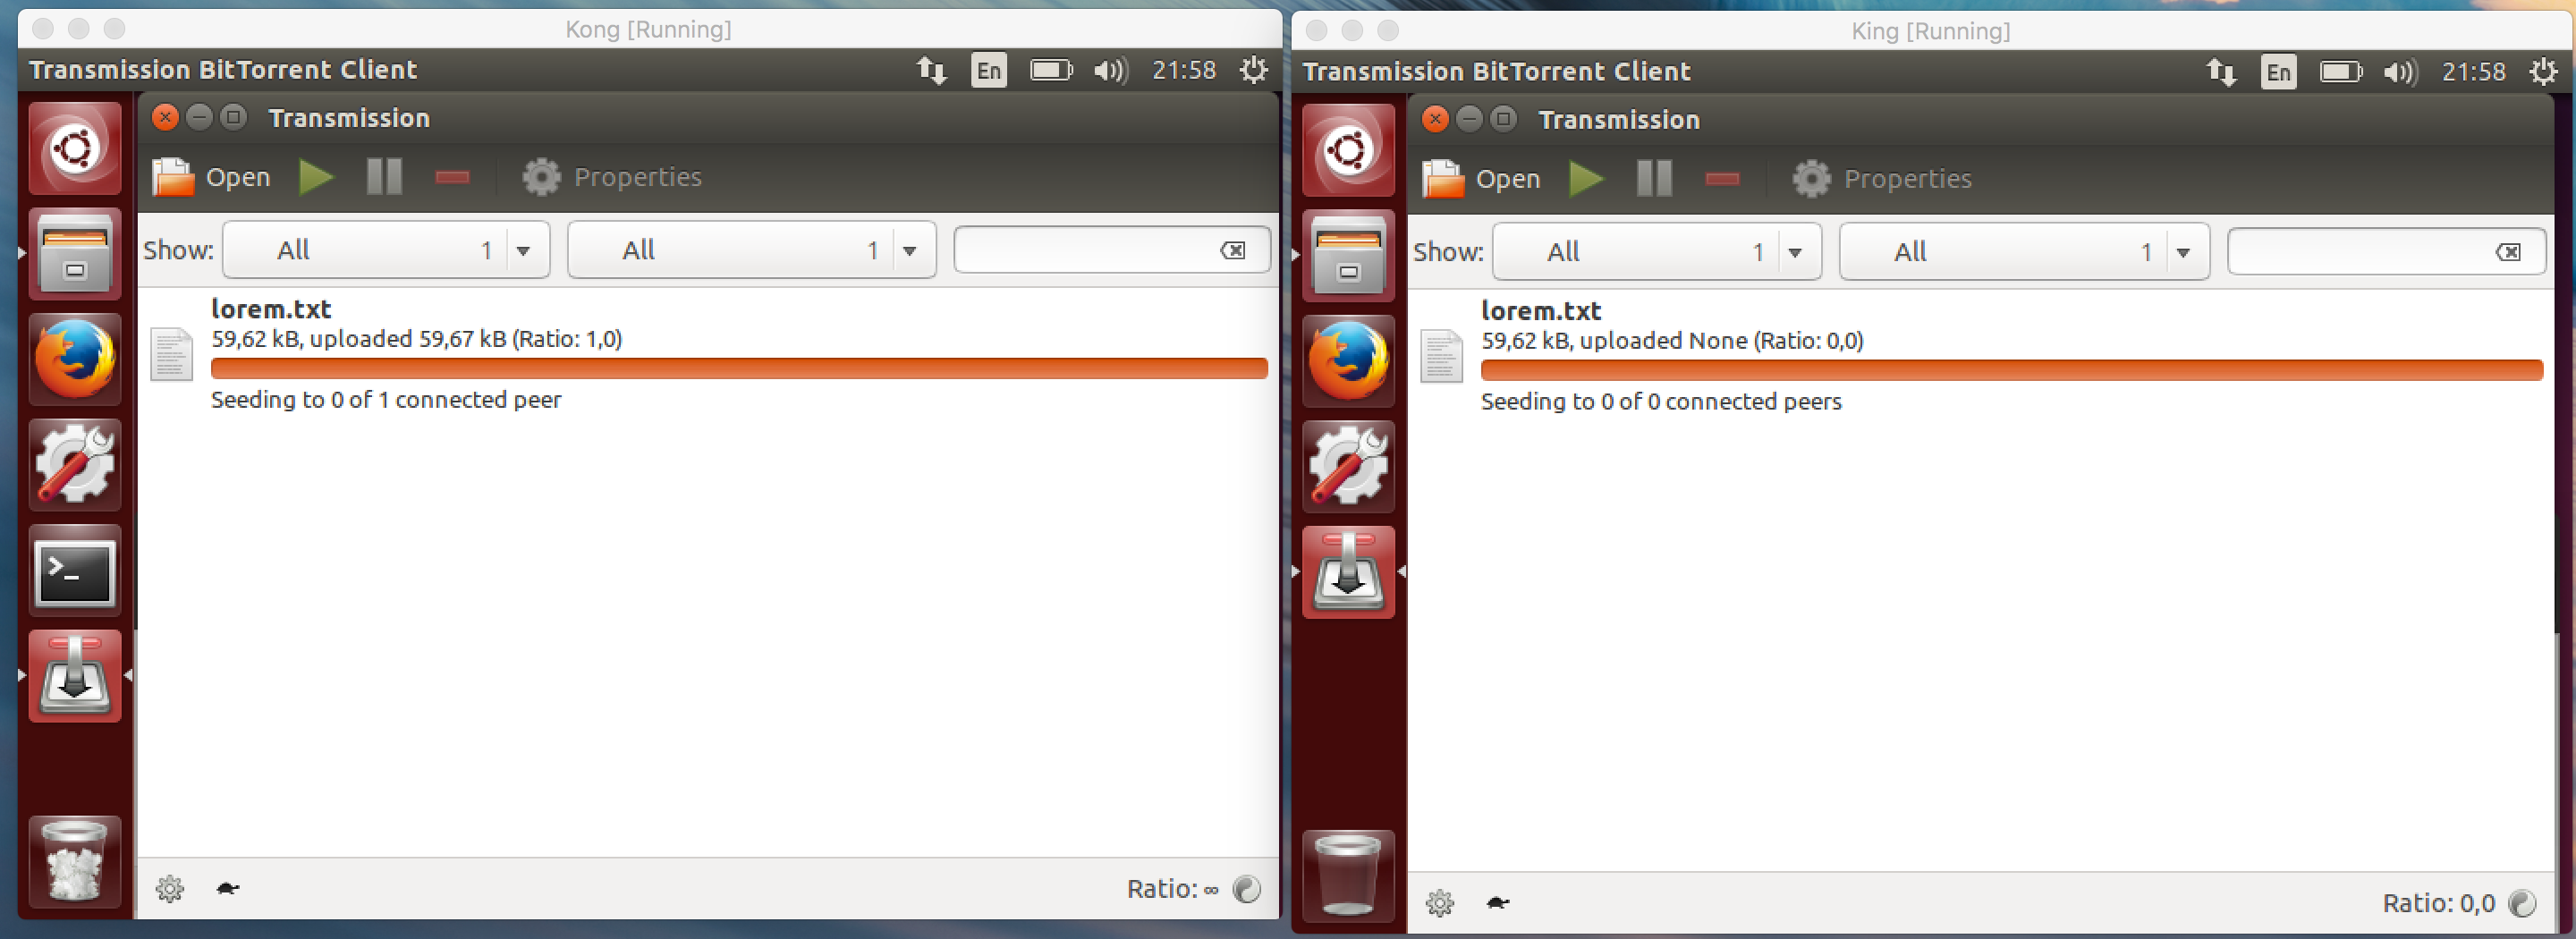 Kong [Running]
Transmission BitTorrent Client
En
21:58
Transmission
Open
Properties
Show:
All
1
All
1
lorem.txt
59,62 kB, uploaded 59,67 kB (Ratio: 1,0)
Seeding to 0 of 1 connected peer
Ratio: ∞
King [Running]
Transmission BitTorrent Client
En
21:58
Transmission
Open
Properties
Show:
All
1
All
1
lorem.txt
59,62 kB, uploaded None (Ratio: 0,0)
Seeding to 0 of 0 connected peers
Ratio: 0,0